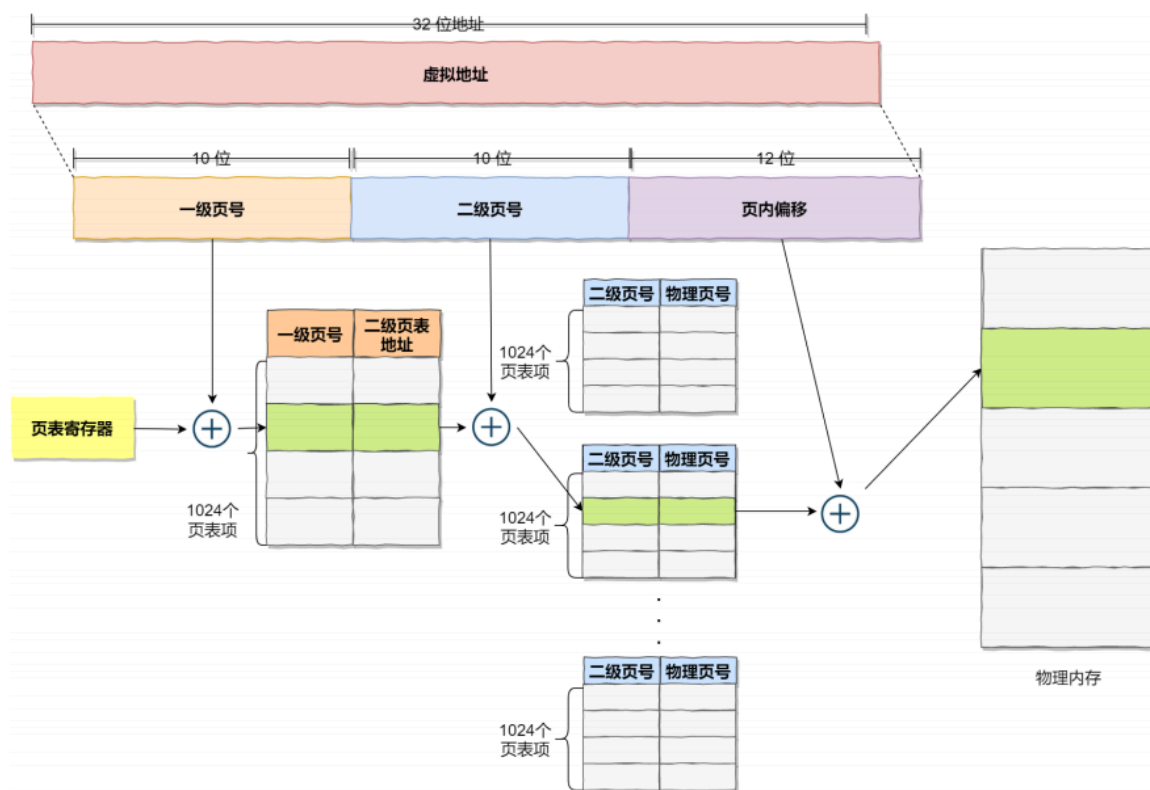 32 位地址
虚拟地址
10 位
10 位
12 位
一级页号
二级页号
页内偏移
二级页号
物理页号
一级页号
二级页表
地址
1024个
页表项
页表寄存器
二级页号
物理页号
1024个
页表项
1024个
页表项
二级页号
物理页号
物理内存
1024个
页表项